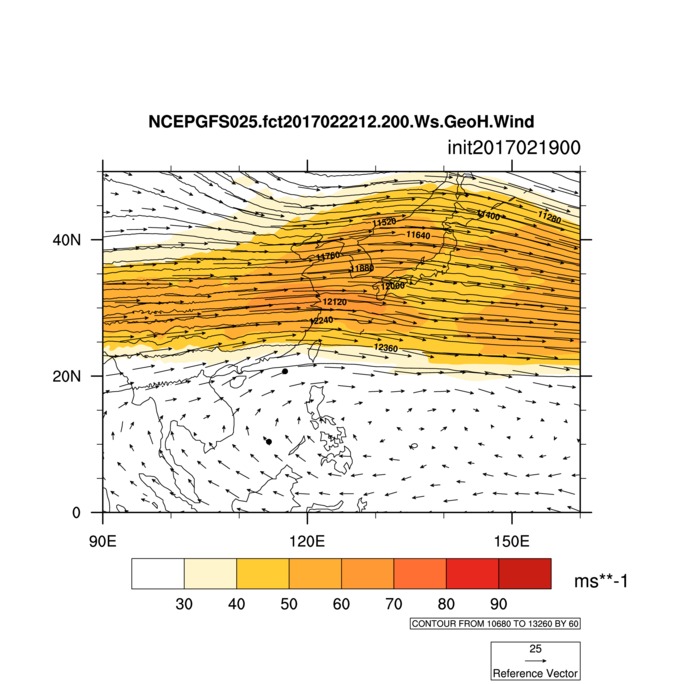 NCEPGFS025.fct2017022212.200.Ws.GeoH.Wind
init2017021900
40N
20N
0
90E 120E 150E
11520
11400
11280
11640
11760
11880
12000
12120
12240
12360
30 40 50 60 70 80 90
ms**-1
CONTOUR FROM 10680 TO 13260 BY 60
25
Reference Vector